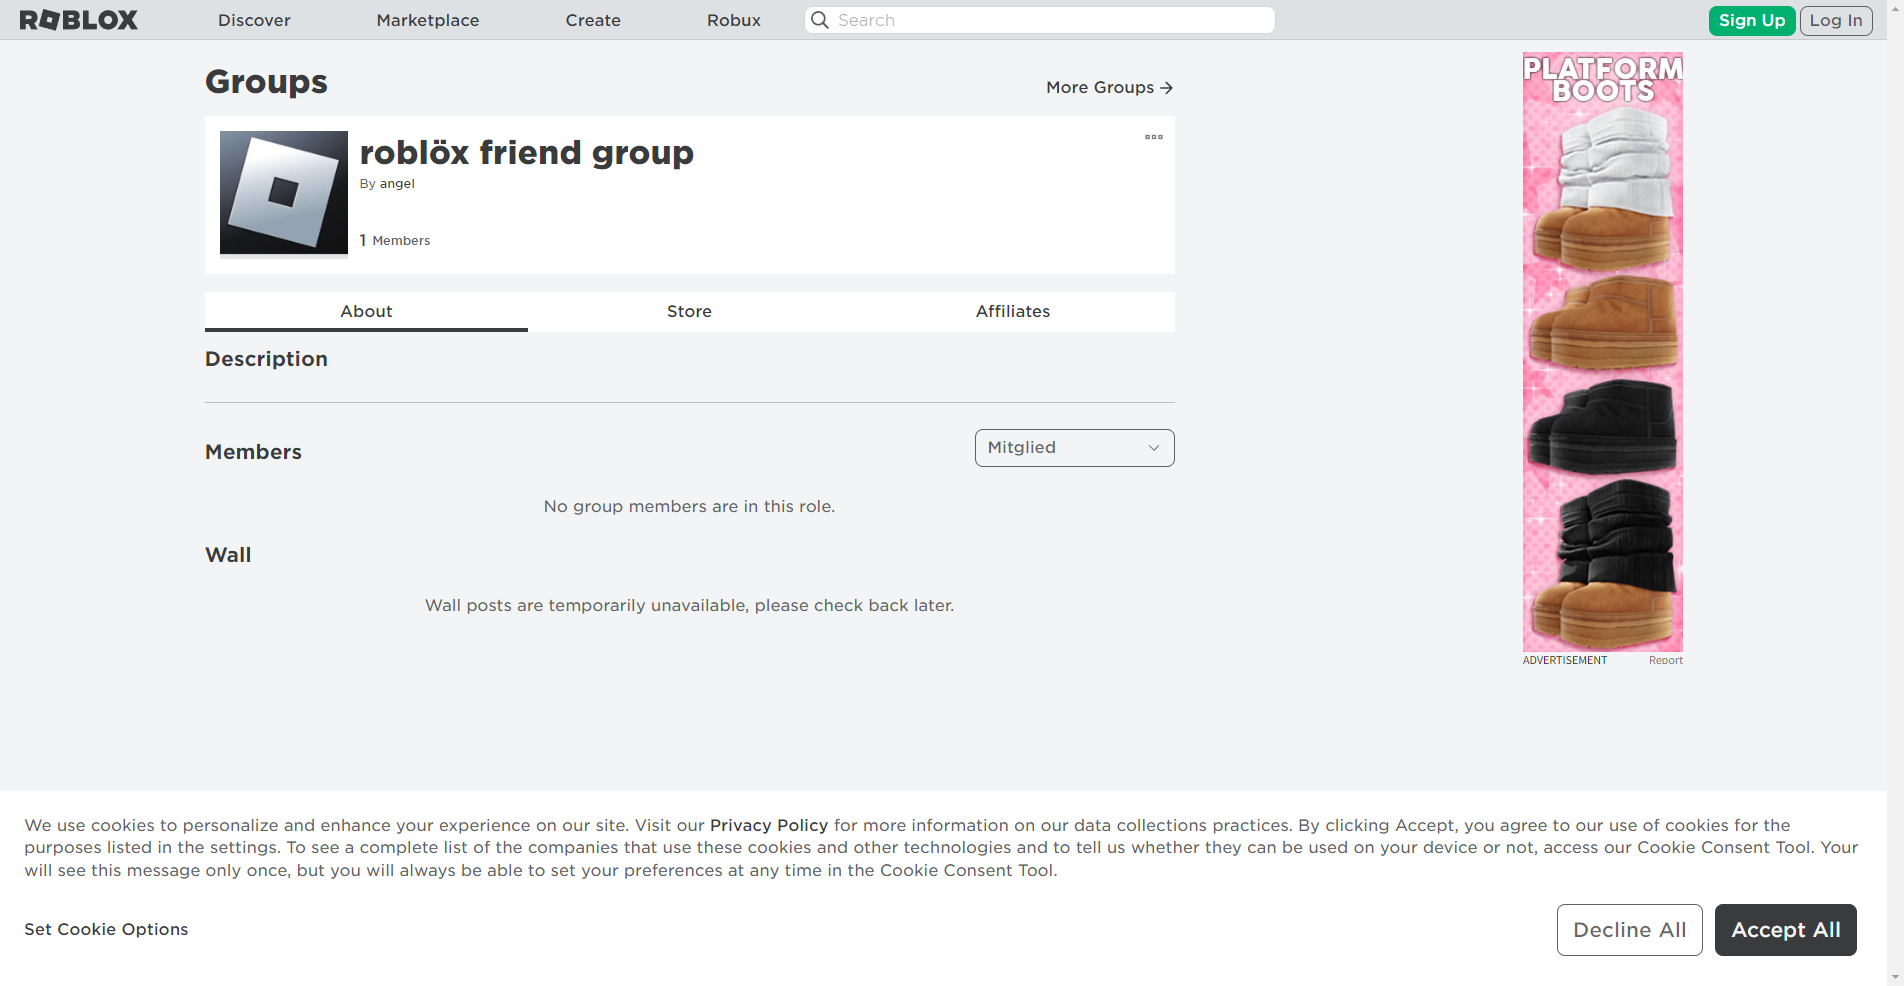 ROBLOX
Discover
Marketplace
Create
Robux
Search
Sign Up
Log In
Groups
More Groups
roblöx friend group
By angel
1 Members
About
Store
Affiliates
Description
Members
Mitglied
No group members are in this role.
Wall
Wall posts are temporarily unavailable, please check back later.
PLATFORM
BOOTS
ADVERTISEMENT
Report
We use cookies to personalize and enhance your experience on our site. Visit our Privacy Policy for more information on our data collections practices. By clicking Accept, you agree to our use of cookies for the
purposes listed in the settings. To see a complete list of the companies that use these cookies and other technologies and to tell us whether they can be used on your device or not, access our Cookie Consent Tool. Your
will see this message only once, but you will always be able to set your preferences at any time in the Cookie Consent Tool.
Set Cookie Options
Decline All
Accept All